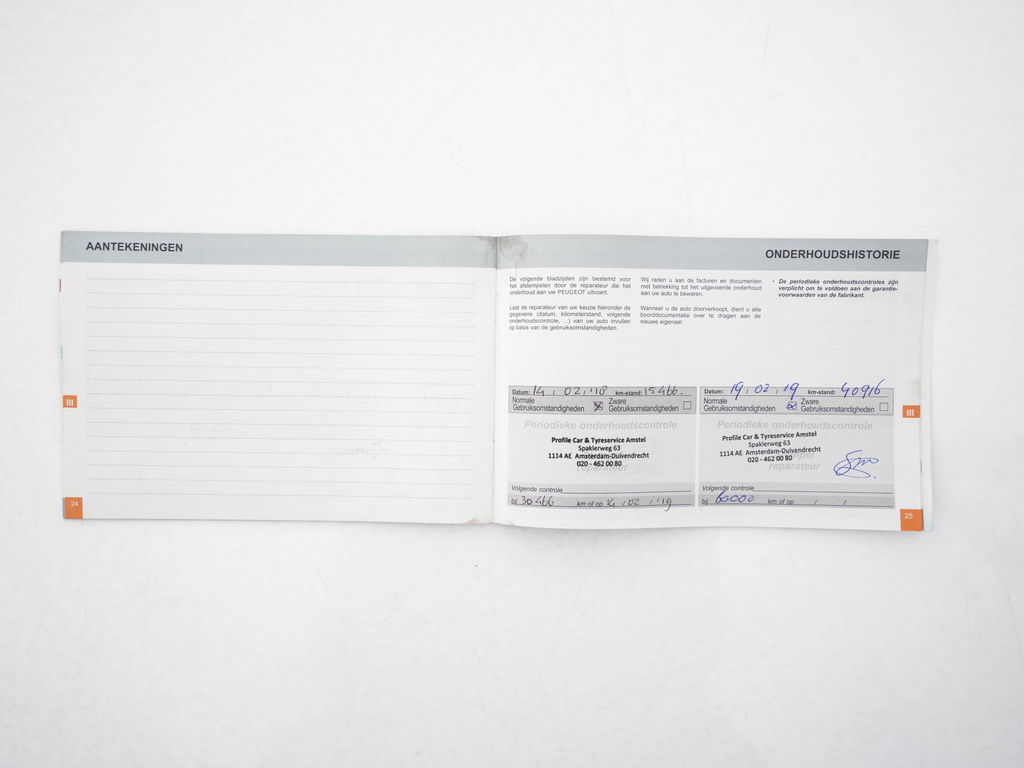 AANTEKENINGEN
III
24
ONDERHOUDSHISTORIE
De volgende bladzijden zijn bestemd voor
het afstempelen door de reparateur die het
onderhoud aan uw PEUGEOT uitvoert.
Laat de reparateur van uw keuze hieronder de
gegevens (datum, kilometerstand, volgende
onderhoudscontrole, ...) van uw auto invullen
op basis van de gebruiksomstandigheden.
Wij raden u aan de facturen en documenten
met betrekking tot het uitgevoerde onderhoud
aan uw auto te bewaren.
Wanneer u de auto doorverkoopt, dient u alle
boorddocumentatie over te dragen aan de
nieuwe eigenaar.
* De periodieke onderhoudscontroles zijn
verplicht om te voldoen aan de garantie-
voorwaarden van de fabrikant.
Datum: 14 , 02 , '18 km-stand: 15466.
Normale Zware
Gebruiksomstandigheden Gebruiksomstandigheden
Periodieke onderhoudscontrole
Profile Car & Tyreservice Amstel
Spaklerweg 63
1114 AE Amsterdam-Duivendrecht
020 - 462 00 80
reparateur
Volgende controle
bij 30 466 km of op 14 , 02 , '19
Datum: 19 , 02 , 19 km-stand: 40916
Normale Zware
Gebruiksomstandigheden Gebruiksomstandigheden
Periodieke onderhoudscontrole
Profile Car & Tyreservice Amstel
Spaklerweg 63
1114 AE Amsterdam-Duivendrecht
020 - 462 00 80
reparateur
Volgende controle
bij 60000 km of op / /
III
25